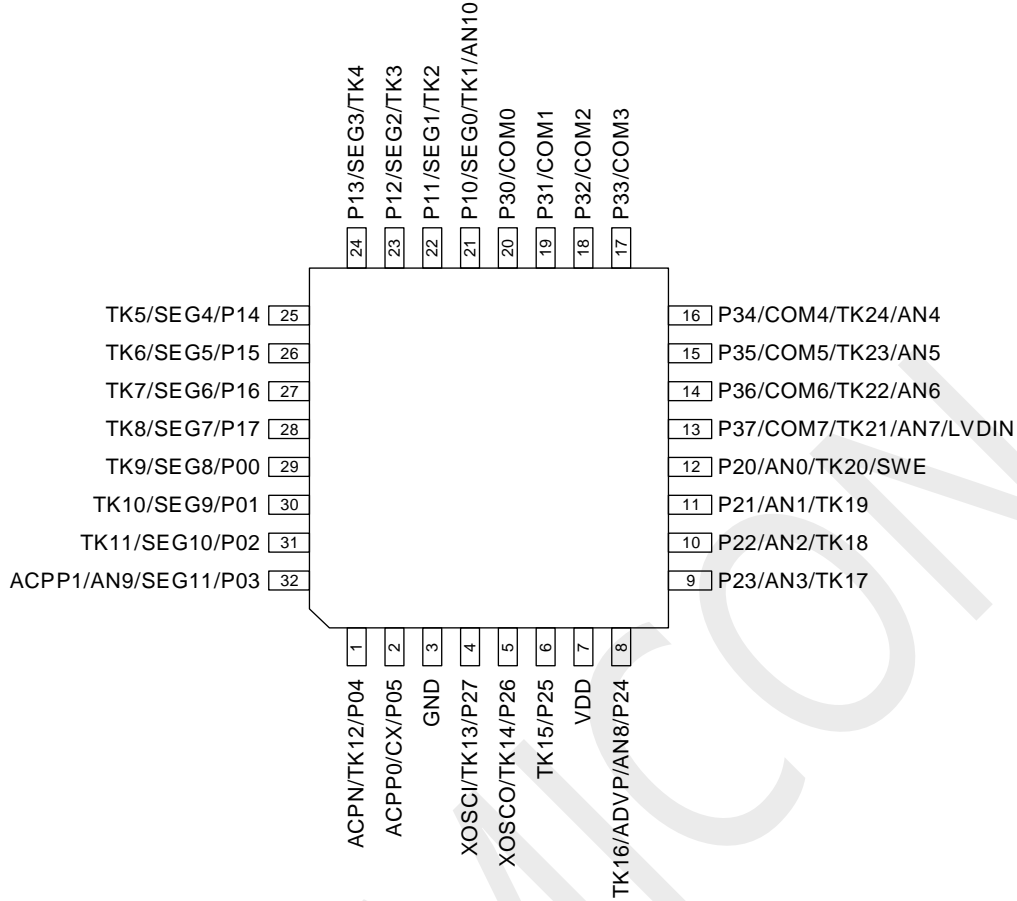 P13/SEG3/TK4
P12/SEG2/TK3
P11/SEG1/TK2
P10/SEG0/TK1/AN10
P30/COM0
P31/COM1
P32/COM2
P33/COM3
24
23
22
21
20
19
18
17
TK5/SEG4/P14 25
TK6/SEG5/P15 26
TK7/SEG6/P16 27
TK8/SEG7/P17 28
TK9/SEG8/P00 29
TK10/SEG9/P01 30
TK11/SEG10/P02 31
ACPP1/AN9/SEG11/P03 32
16 P34/COM4/TK24/AN4
15 P35/COM5/TK23/AN5
14 P36/COM6/TK22/AN6
13 P37/COM7/TK21/AN7/LVDIN
12 P20/AN0/TK20/SWE
11 P21/AN1/TK19
10 P22/AN2/TK18
9 P23/AN3/TK17
1
2
3
4
5
6
7
8
ACPN/TK12/P04
ACPP0/CX/P05
GND
XOSCI/TK13/P27
XOSCO/TK14/P26
TK15/P25
VDD
TK16/ADVP/AN8/P24
MICON